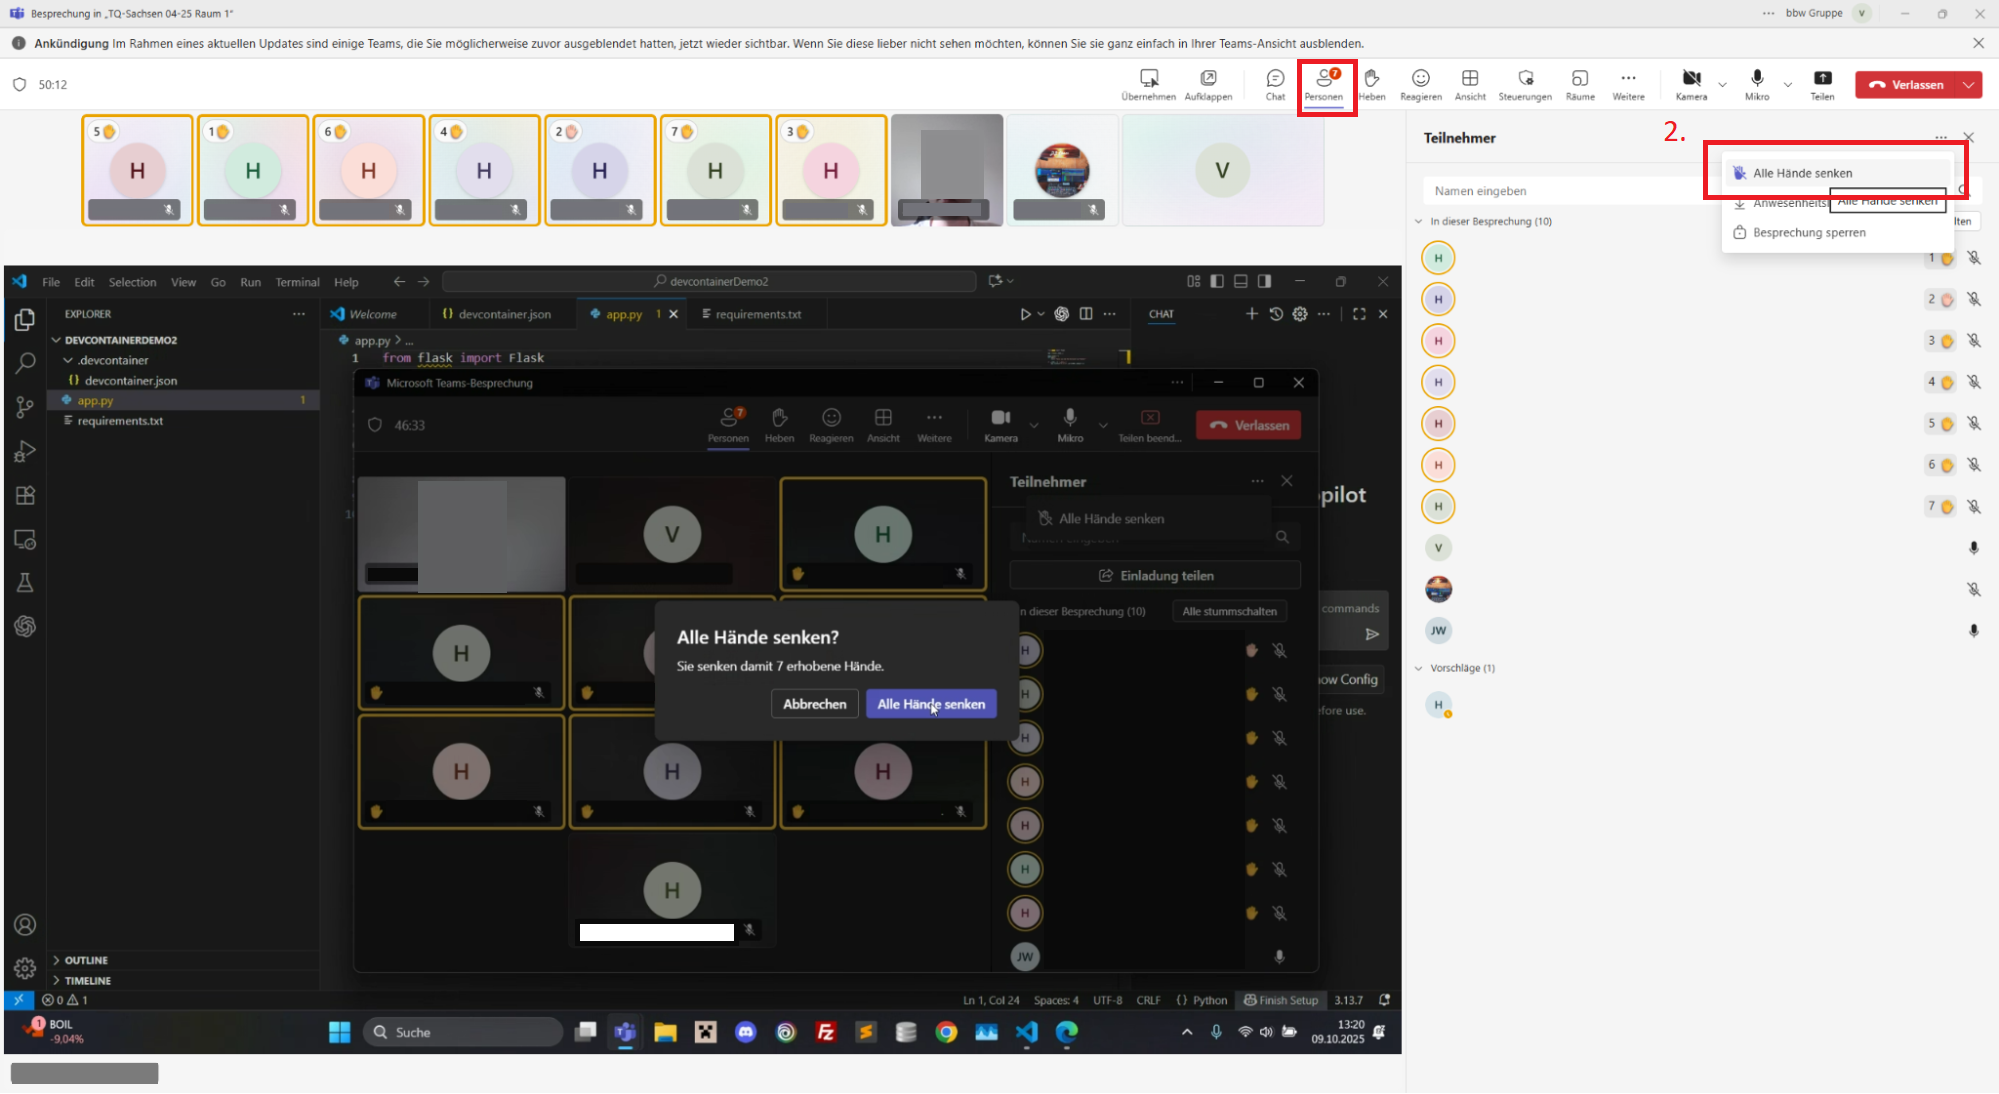 Besprechung in „TQ-Sachsen 04-25 Raum 1"
bbw Gruppe
V
Ankündigung Im Rahmen eines aktuellen Updates sind einige Teams, die Sie möglicherweise zuvor ausgeblendet hatten, jetzt wieder sichtbar. Wenn Sie diese lieber nicht sehen möchten, können Sie sie ganz einfach in Ihrer Teams-Ansicht ausblenden.
50:12
Übernehmen
Aufklappen
Chat
7
Personen
Heben
Reagieren
Ansicht
Steuerungen
Räume
Weitere
Kamera
Mikro
Teilen
Verlassen
5
H
1
H
6
H
4
H
2
H
7
H
3
H
V
Teilnehmer
2.
Alle Hände senken
Namen eingeben
Alle Hände senken
Besprechung sperren
In dieser Besprechung (10)
H 1
H 2
H 3
H 4
H 5
H 6
H 7
V
JW
Vorschläge (1)
H
File Edit Selection View Go Run Terminal Help
devcontainerDemo2
EXPLORER
DEVCONTAINERDEMO2
.devcontainer
{} devcontainer.json
app.py 1
requirements.txt
OUTLINE
TIMELINE
Welcome
{} devcontainer.json
app.py 1
requirements.txt
app.py > ...
1 from flask import Flask
CHAT
pilot
commands
ow Config
fore use.
Microsoft Teams-Besprechung
46:33
7
Personen
Heben
Reagieren
Ansicht
Weitere
Kamera
Mikro
Teilen beend...
Verlassen
V
H
H
H
H
H
H
Teilnehmer
Alle Hände senken
Einladung teilen
n dieser Besprechung (10)
Alle stummschalten
H
H
H
H
H
H
H
JW
Alle Hände senken?
Sie senken damit 7 erhobene Hände.
Abbrechen
Alle Hände senken
0 1
Ln 1, Col 24
Spaces: 4
UTF-8
CRLF
{} Python
Finish Setup
3.13.7
1
BOIL
-9,04%
Suche
13:20
09.10.2025